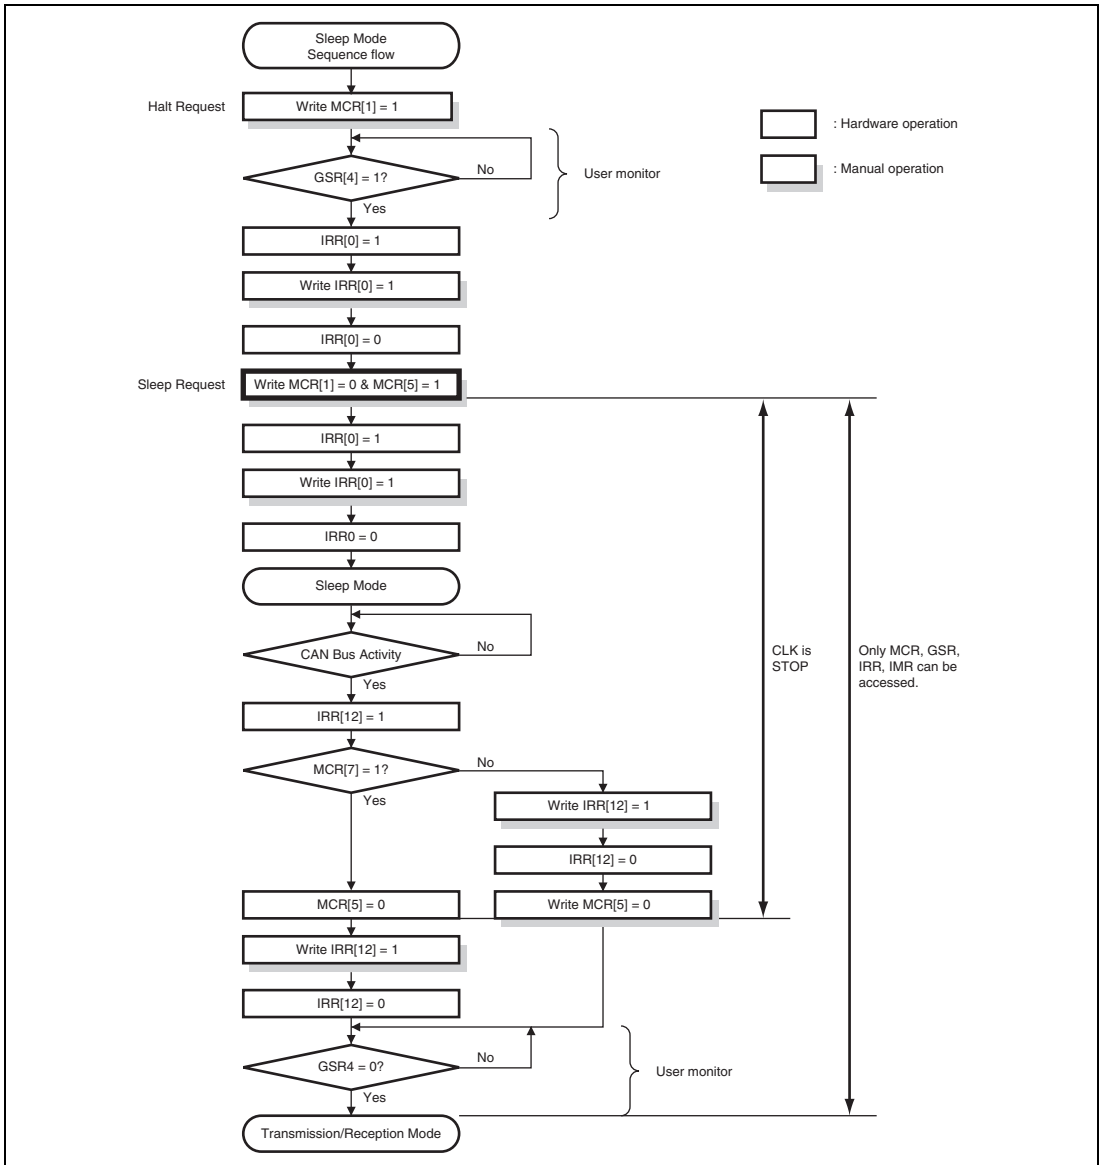 Sleep Mode
Sequence flow
Halt Request
Write MCR[1] = 1
: Hardware operation
GSR[4] = 1?
No
User monitor
: Manual operation
Yes
IRR[0] = 1
Write IRR[0] = 1
IRR[0] = 0
Sleep Request
Write MCR[1] = 0 & MCR[5] = 1
IRR[0] = 1
Write IRR[0] = 1
IRR0 = 0
Sleep Mode
CAN Bus Activity
No
Yes
CLK is
STOP
Only MCR, GSR,
IRR, IMR can be
accessed.
IRR[12] = 1
MCR[7] = 1?
No
Yes
Write IRR[12] = 1
IRR[12] = 0
MCR[5] = 0
Write MCR[5] = 0
Write IRR[12] = 1
IRR[12] = 0
GSR4 = 0?
No
User monitor
Yes
Transmission/Reception Mode